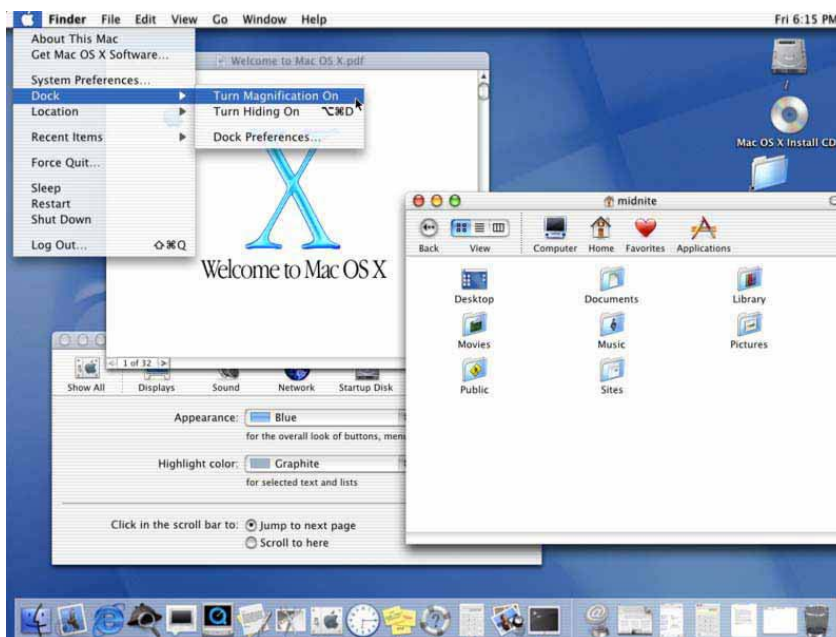 Finder File Edit View Go Window Help Fri 6:15 PM
About This Mac
Get Mac OS X Software...
System Preferences...
Dock
Location
Recent Items
Force Quit...
Sleep
Restart
Shut Down
Log Out... ⇧⌘Q
Turn Magnification On
Turn Hiding On ⌥⌘D
Dock Preferences...
Welcome to Mac OS X.pdf
X
Welcome to Mac OS X
1 of 32
/
Mac OS X Install CD
midnite
Back View Computer Home Favorites Applications
Desktop Documents Library
Movies Music Pictures
Public Sites
Show All Displays Sound Network Startup Disk
Appearance: Blue
for the overall look of buttons, men
Highlight color: Graphite
for selected text and lists
Click in the scroll bar to: Jump to next page
Scroll to here